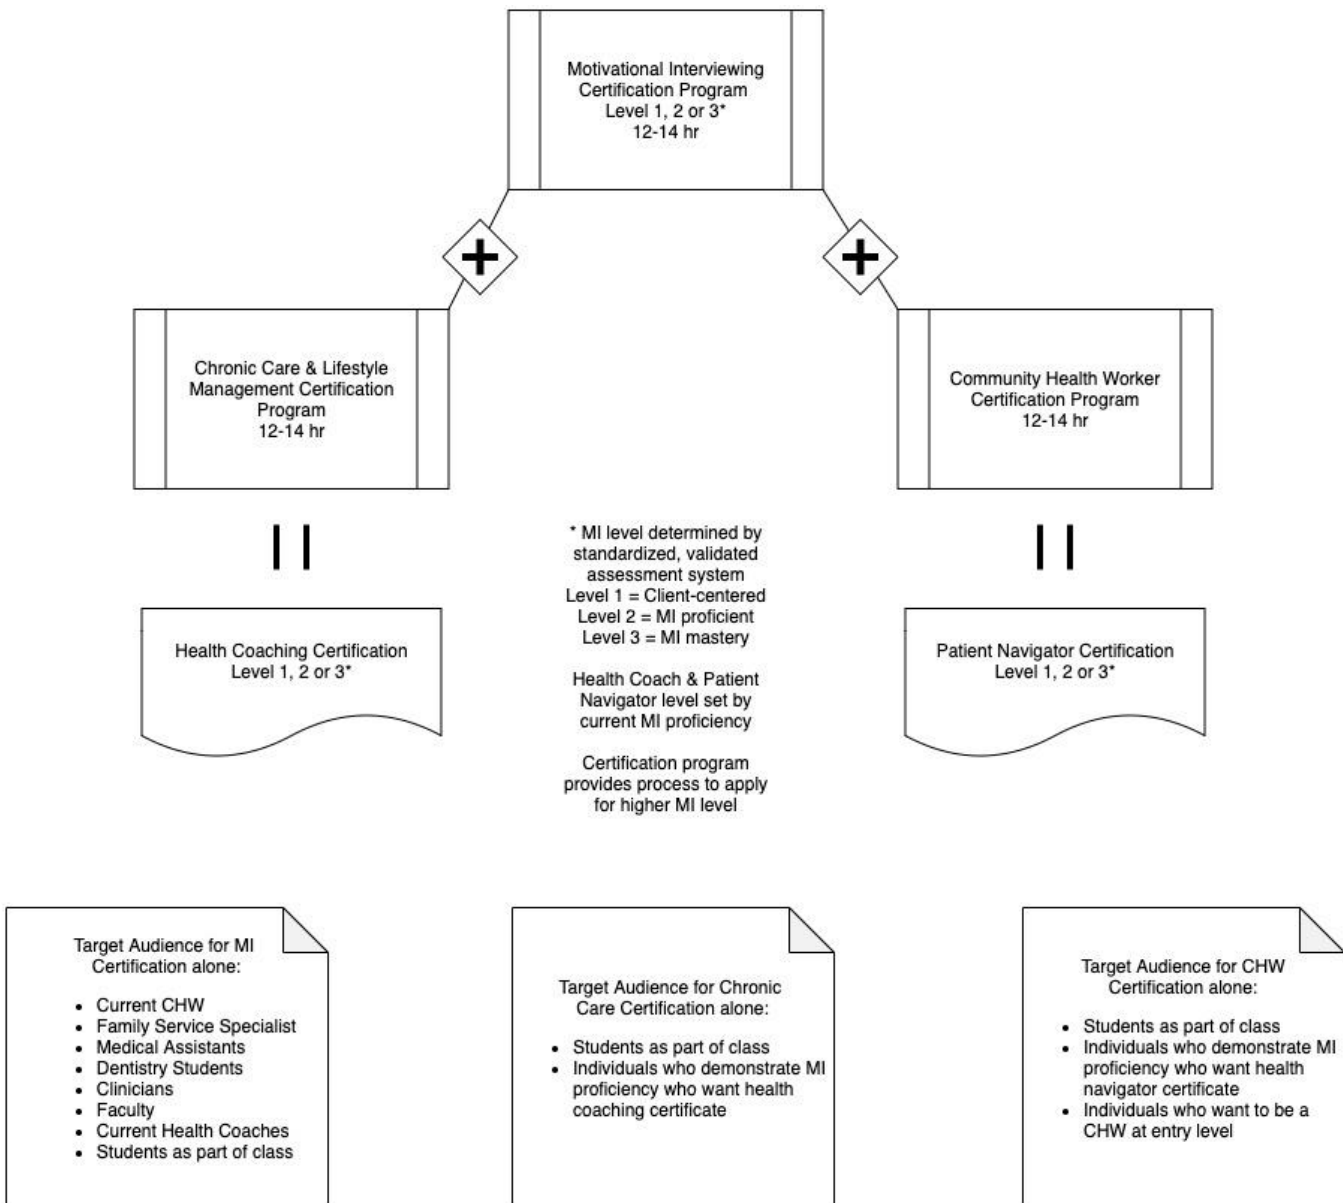 Motivational Interviewing
Certification Program
Level 1, 2 or 3*
12-14 hr
Chronic Care & Lifestyle
Management Certification
Program
12-14 hr
Community Health Worker
Certification Program
12-14 hr
* MI level determined by
standardized, validated
assessment system
Level 1 = Client-centered
Level 2 = MI proficient
Level 3 = MI mastery
Health Coach & Patient
Navigator level set by
current MI proficiency
Certification program
provides process to apply
for higher MI level
Health Coaching Certification
Level 1, 2 or 3*
Patient Navigator Certification
Level 1, 2 or 3*
Target Audience for MI
Certification alone:
• Current CHW
• Family Service Specialist
• Medical Assistants
• Dentistry Students
• Clinicians
• Faculty
• Current Health Coaches
• Students as part of class
Target Audience for Chronic
Care Certification alone:
• Students as part of class
• Individuals who demonstrate MI
proficiency who want health
coaching certificate
Target Audience for CHW
Certification alone:
• Students as part of class
• Individuals who demonstrate MI
proficiency who want health
navigator certificate
• Individuals who want to be a
CHW at entry level